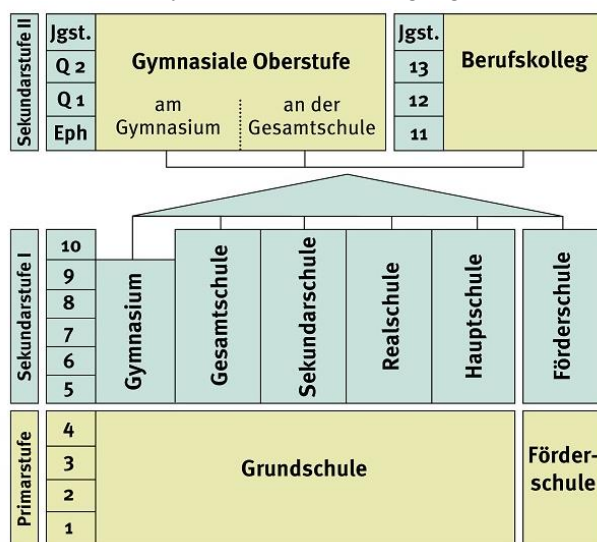 Sekundarstufe II
Jgst.
Q 2
Q 1
Eph
Gymnasiale Oberstufe
am
Gymnasium
an der
Gesamtschule
Jgst.
13
12
11
Berufskolleg
Sekundarstufe I
10
9
8
7
6
5
Gymnasium
Gesamtschule
Sekundarschule
Realschule
Hauptschule
Förderschule
Primarstufe
4
3
2
1
Grundschule
Förder-
schule